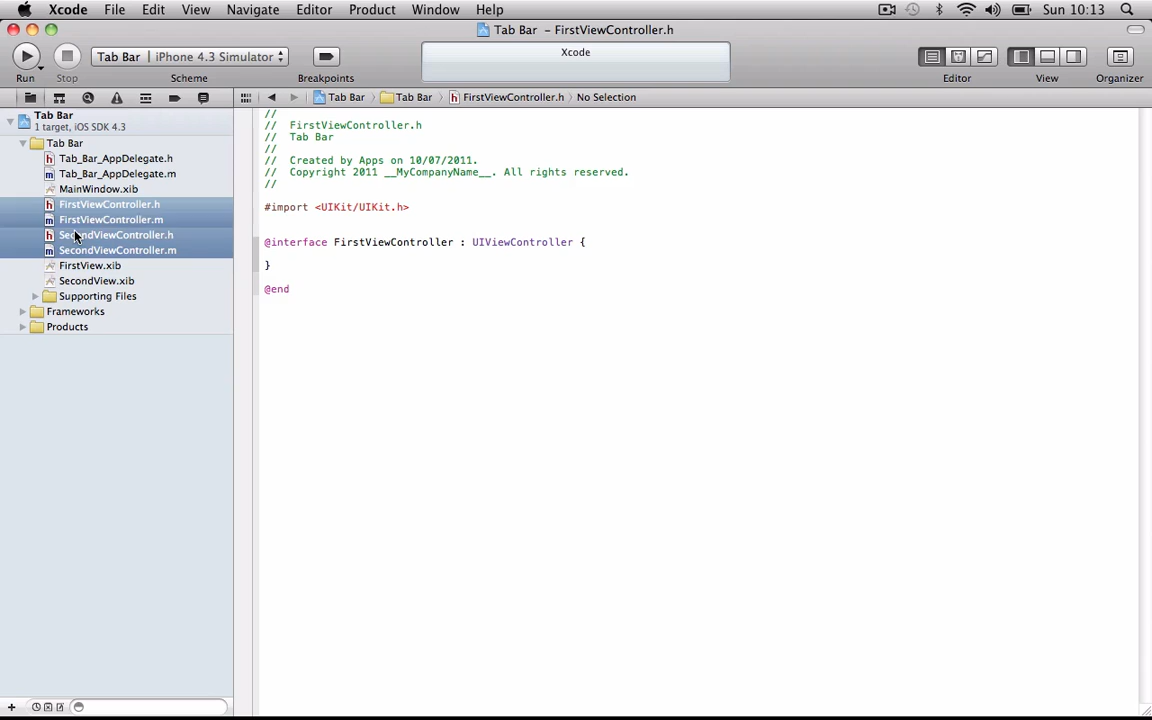 Xcode File Edit View Navigate Editor Product Window Help Sun 10:13
Tab Bar - FirstViewController.h
Tab Bar | iPhone 4.3 Simulator
Xcode
Run Stop Scheme Breakpoints Editor View Organizer
Tab Bar Tab Bar FirstViewController.h No Selection
Tab Bar
1 target, iOS SDK 4.3
Tab Bar
Tab_Bar_AppDelegate.h
Tab_Bar_AppDelegate.m
MainWindow.xib
FirstViewController.h
FirstViewController.m
SecondViewController.h
SecondViewController.m
FirstView.xib
SecondView.xib
Supporting Files
Frameworks
Products
//
// FirstViewController.h
// Tab Bar
//
// Created by Apps on 10/07/2011.
// Copyright 2011 __MyCompanyName__. All rights reserved.
//
#import <UIKit/UIKit.h>
@interface FirstViewController : UIViewController {
}
@end